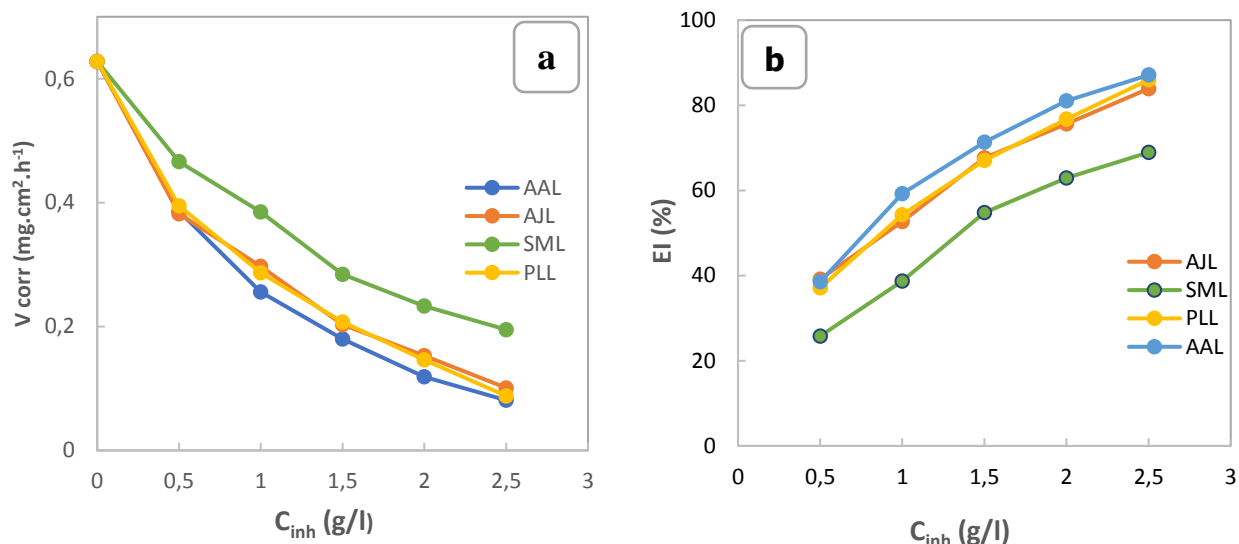 a
0,6
0,4
0,2
0
V corr (mg.cm².h-¹)
AAL
AJL
SML
PLL
0 0,5 1 1,5 2 2,5 3
Cinh (g/l)
b
100
80
60
40
20
0
EI (%)
AJL
SML
PLL
AAL
0 0,5 1 1,5 2 2,5 3
Cinh (g/l)